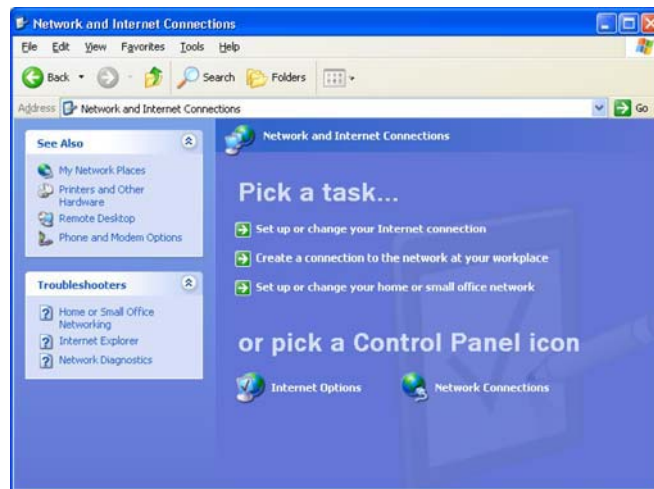 Network and Internet Connections
File Edit View Favorites Tools Help
Back Search Folders
Address Network and Internet Connections Go
See Also
My Network Places
Printers and Other
Hardware
Remote Desktop
Phone and Modem Options
Troubleshooters
Home or Small Office
Networking
Internet Explorer
Network Diagnostics
Network and Internet Connections
Pick a task...
Set up or change your Internet connection
Create a connection to the network at your workplace
Set up or change your home or small office network
or pick a Control Panel icon
Internet Options
Network Connections